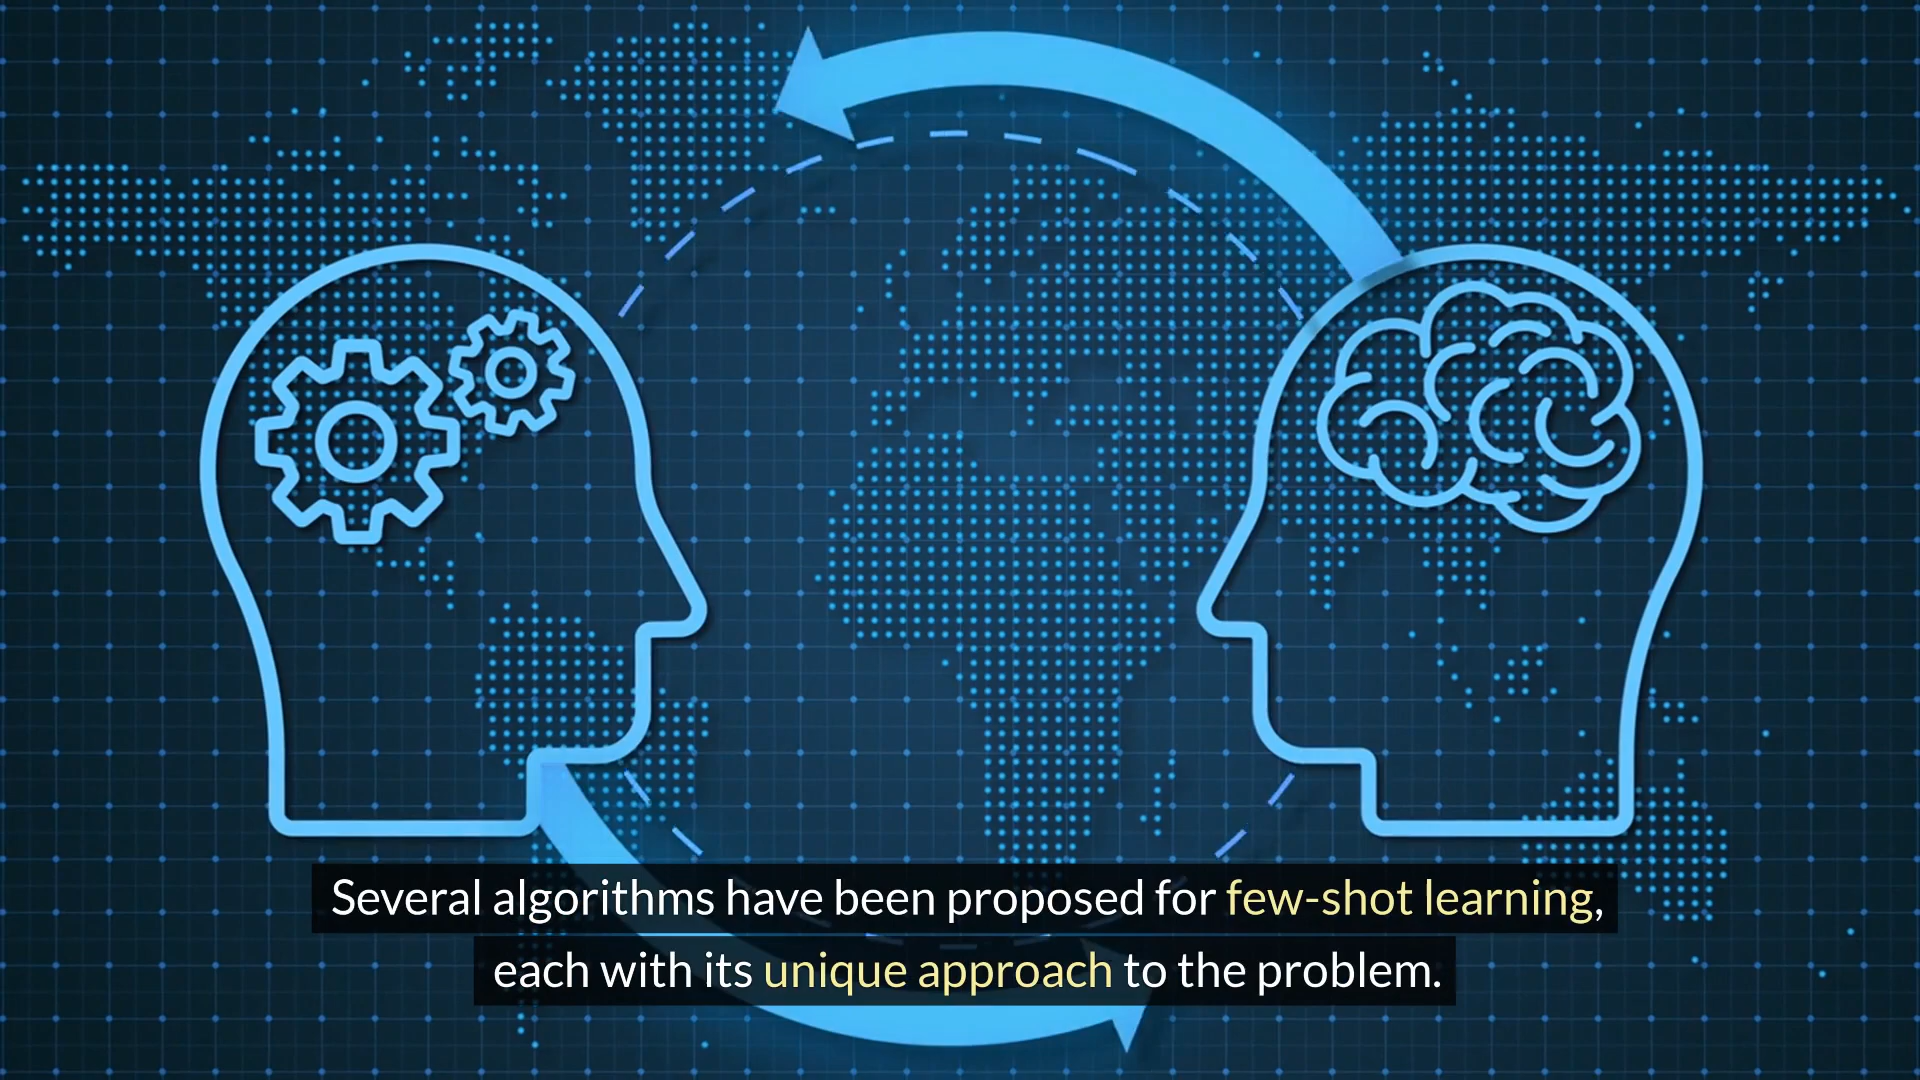 Several algorithms have been proposed for few-shot learning,
each with its unique approach to the problem.